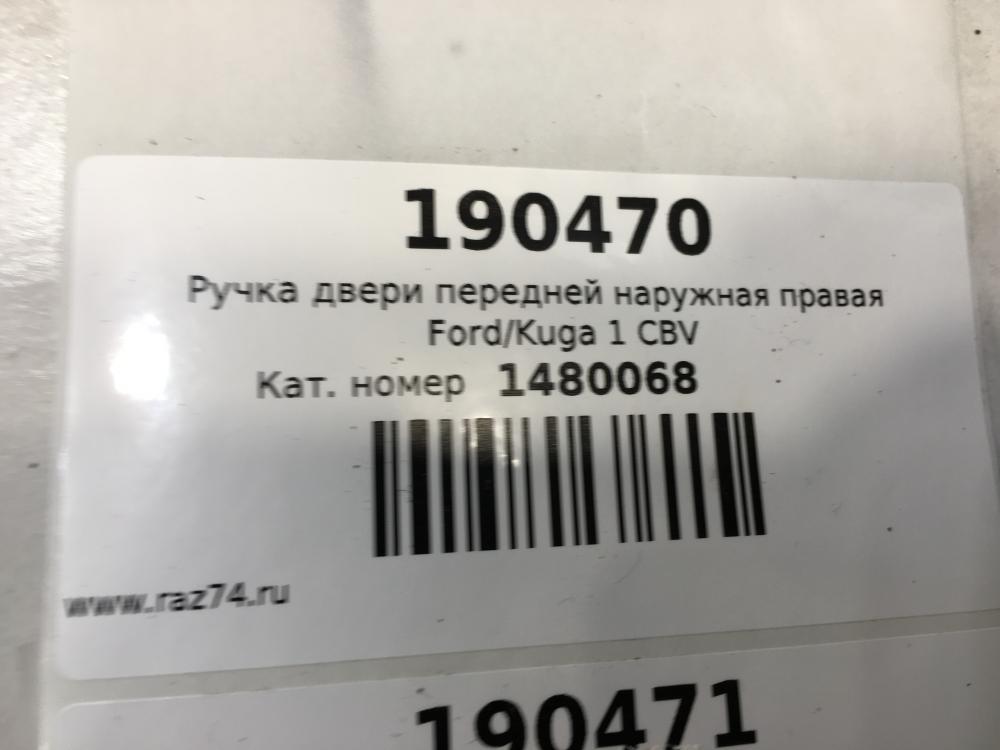 190470
Ручка двери передней наружная правая
Ford/Kuga 1 CBV
Кат. номер 1480068
www.raz74.ru
190471